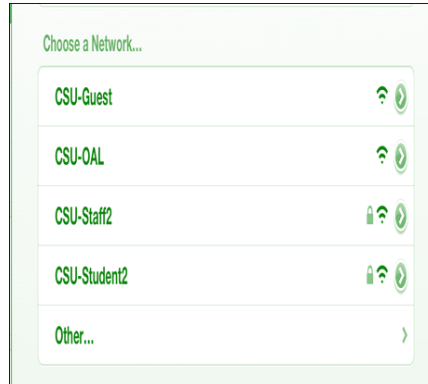 Choose a Network...
CSU-Guest
CSU-OAL
CSU-Staff2
CSU-Student2
Other...